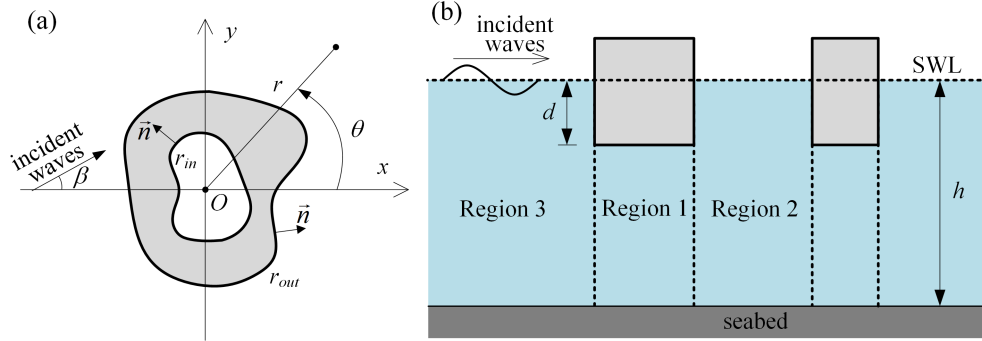 (a)
y
r
θ
n
r_in
incident
waves
β
x
O
n
r_out
(b)
incident
waves
SWL
d
h
Region 3
Region 1
Region 2
seabed